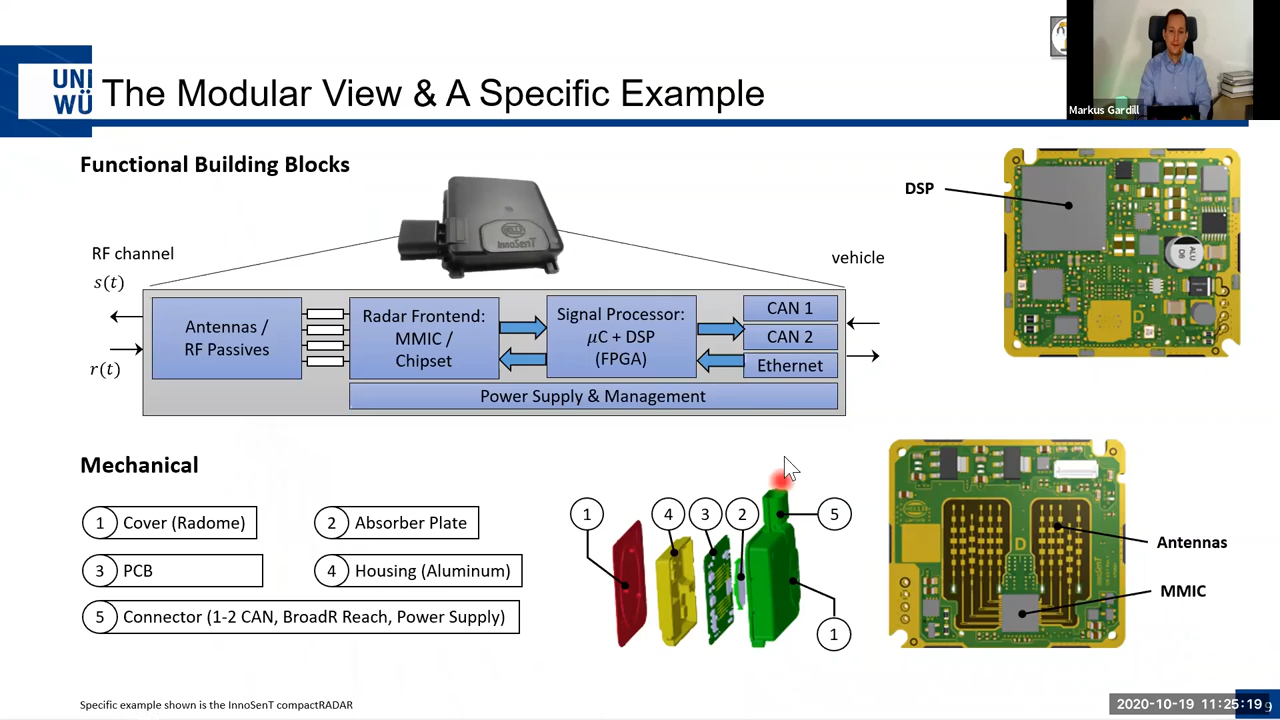 UNI
WÜ
The Modular View & A Specific Example
Markus Gardill
Functional Building Blocks
DSP
RF channel
s(t)
r(t)
vehicle
InnoSenT
Antennas /
RF Passives
Radar Frontend:
MMIC /
Chipset
Signal Processor:
μC + DSP
(FPGA)
CAN 1
CAN 2
Ethernet
Power Supply & Management
Mechanical
1 Cover (Radome)
2 Absorber Plate
3 PCB
4 Housing (Aluminum)
5 Connector (1-2 CAN, BroadR Reach, Power Supply)
1
4
3
2
5
1
D
D
Antennas
MMIC
Specific example shown is the InnoSenT compactRADAR
2020-10-19 11:25:19
9